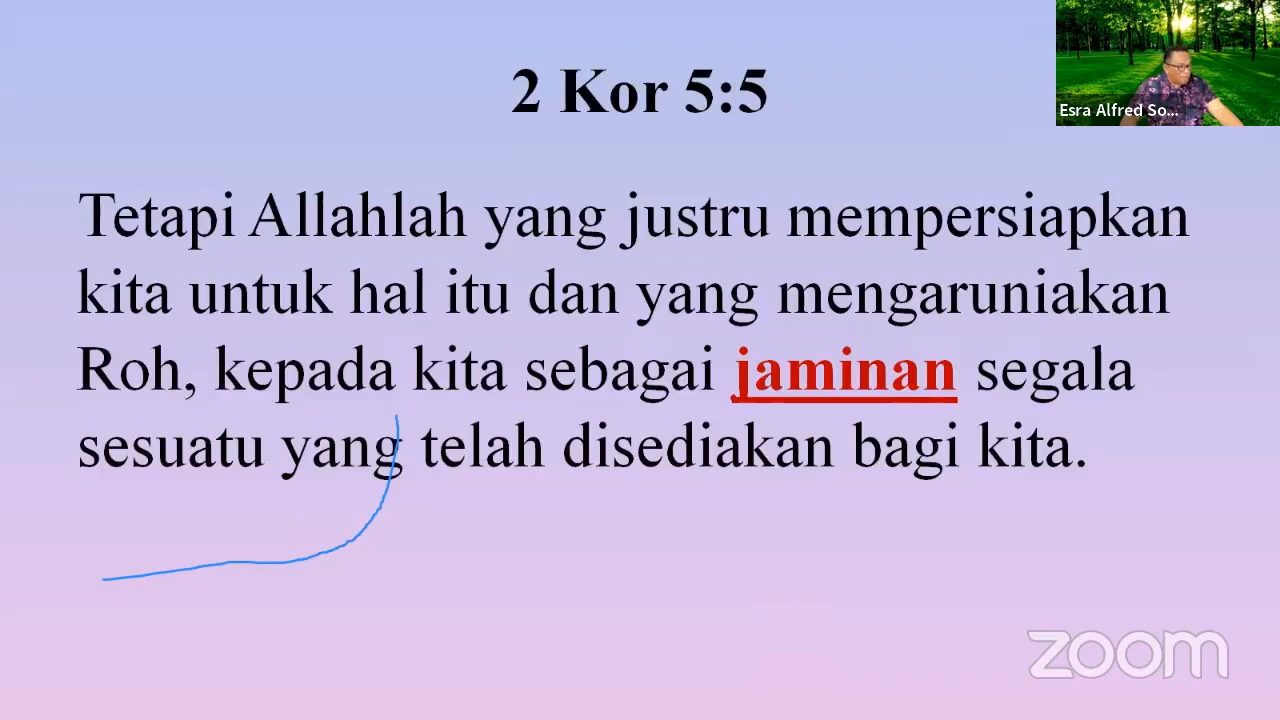 2 Kor 5:5
Esra Alfred So...
Tetapi Allahlah yang justru mempersiapkan
kita untuk hal itu dan yang mengaruniakan
Roh, kepada kita sebagai jaminan segala
sesuatu yang telah disediakan bagi kita.
zoom